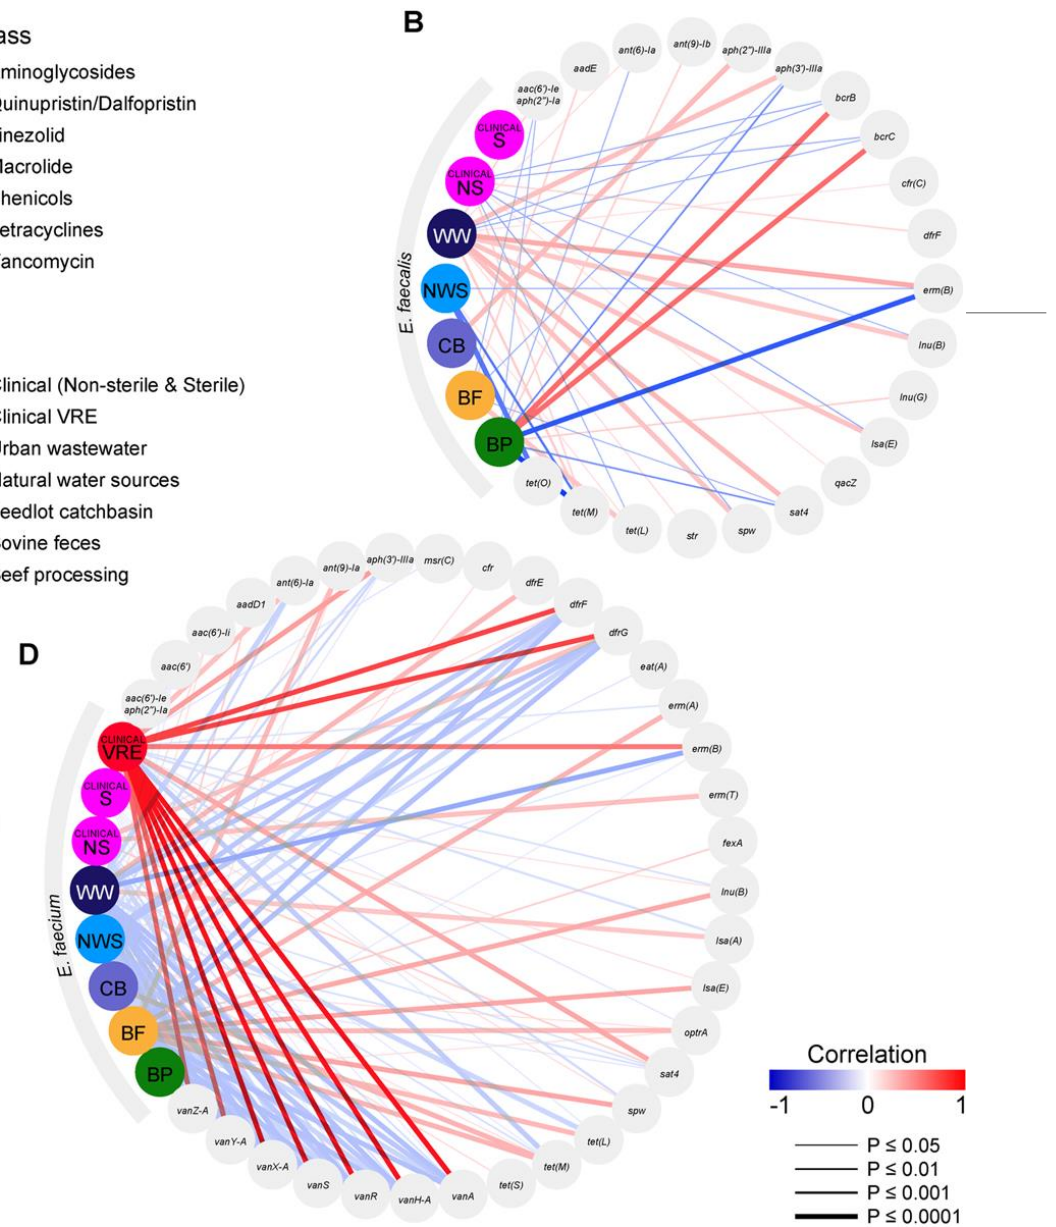 ass
minoglycosides
uinupristin/Dalfopristin
inezolid
acrolide
henicols
etracyclines
ancomycin
linical (Non-sterile & Sterile)
linical VRE
rban wastewater
atural water sources
eedlot catchbasin
ovine feces
eef processing
B
E. faecalis
CLINICAL
S
CLINICAL
NS
WW
NWS
CB
BF
BP
aac(6')-Ie
aph(2")-Ia
aadE
ant(6)-Ia
ant(9)-Ib
aph(2")-IIIa
aph(3')-IIIa
bcrB
bcrC
cfr(C)
dfrF
erm(B)
lnu(B)
lnu(G)
lsa(E)
qacZ
sat4
spw
str
tet(L)
tet(M)
tet(O)
D
E. faecium
CLINICAL
VRE
CLINICAL
S
CLINICAL
NS
WW
NWS
CB
BF
BP
aac(6')-Ie
aph(2")-Ia
aac(6')
aac(6')-Ii
aadD1
ant(6)-Ia
ant(9)-Ia
aph(3')-IIIa
msr(C)
cfr
dfrE
dfrF
dfrG
eat(A)
erm(A)
erm(B)
erm(T)
fexA
lnu(B)
lsa(A)
lsa(E)
optrA
sat4
spw
tet(L)
tet(M)
tet(S)
vanA
vanH-A
vanR
vanS
vanX-A
vanY-A
vanZ-A
Correlation
-1 0 1
P ≤ 0.05
P ≤ 0.01
P ≤ 0.001
P ≤ 0.0001